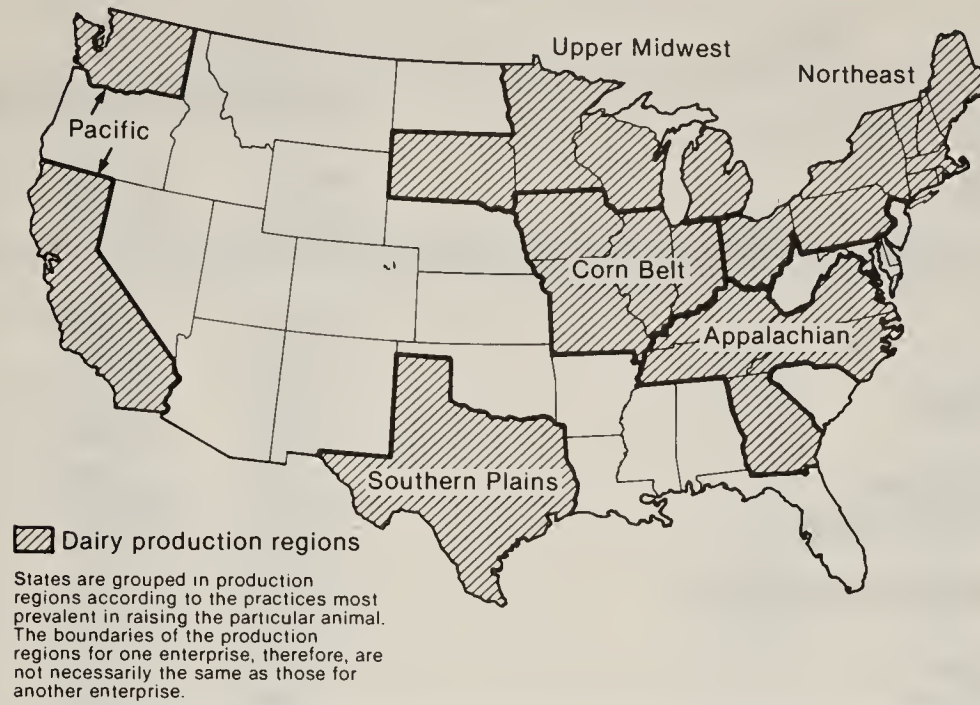 Upper Midwest
Northeast
Pacific
Corn Belt
Appalachian
Southern Plains
Dairy production regions
States are grouped in production
regions according to the practices most
prevalent in raising the particular animal.
The boundaries of the production
regions for one enterprise, therefore, are
not necessarily the same as those for
another enterprise.